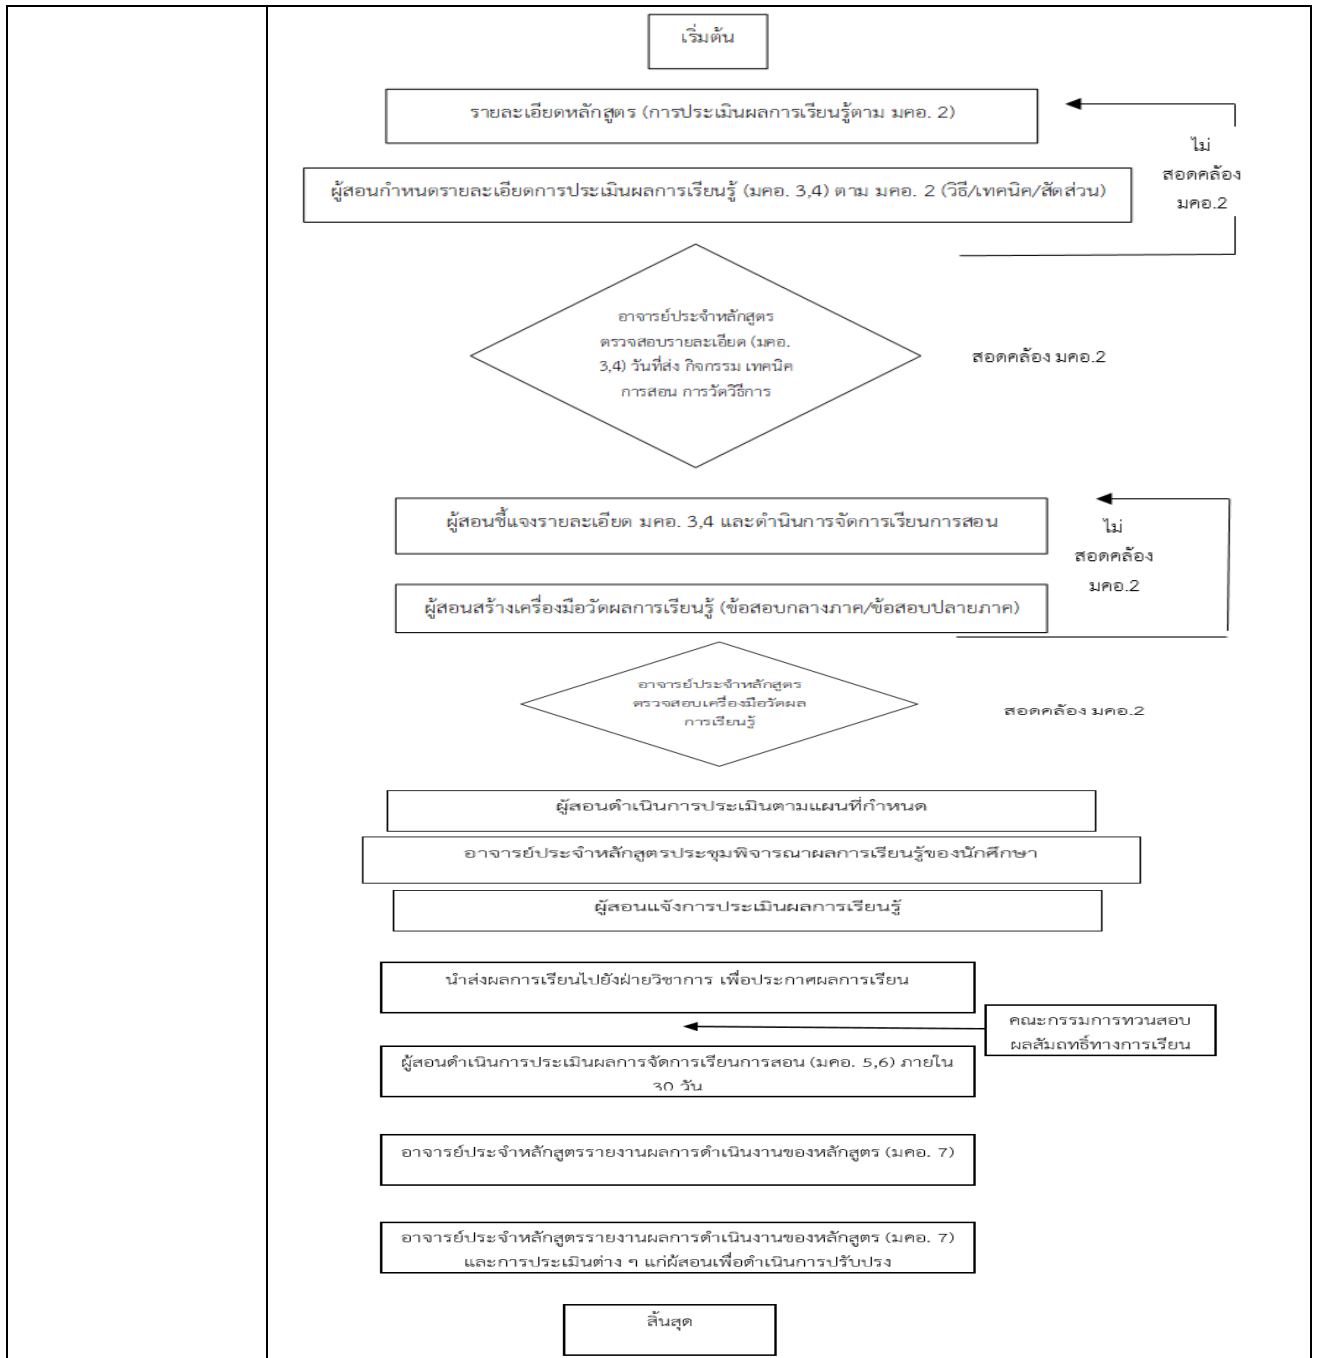 เริ่มต้น
รายละเอียดหลักสูตร (การประเมินผลการเรียนรู้ตาม มคอ. 2)
ไม่
สอดคล้อง
มคอ.2
ผู้สอนกำหนดรายละเอียดการประเมินผลการเรียนรู้ (มคอ. 3,4) ตาม มคอ. 2 (วิธี/เทคนิค/สัดส่วน)
อาจารย์ประจำหลักสูตร
ตรวจสอบรายละเอียด (มคอ.
3,4) วันที่ส่ง กิจกรรม เทคนิค
การสอน การวัดวิธีการ
สอดคล้อง มคอ.2
ผู้สอนชี้แจงรายละเอียด มคอ. 3,4 และดำเนินการจัดการเรียนการสอน
ไม่
สอดคล้อง
มคอ.2
ผู้สอนสร้างเครื่องมือวัดผลการเรียนรู้ (ข้อสอบกลางภาค/ข้อสอบปลายภาค)
อาจารย์ประจำหลักสูตร
ตรวจสอบเครื่องมือวัดผล
การเรียนรู้
สอดคล้อง มคอ.2
ผู้สอนดำเนินการประเมินตามแผนที่กำหนด
อาจารย์ประจำหลักสูตรประชุมพิจารณาผลการเรียนรู้ของนักศึกษา
ผู้สอนแจ้งการประเมินผลการเรียนรู้
นำส่งผลการเรียนไปยังฝ่ายวิชาการ เพื่อประกาศผลการเรียน
คณะกรรมการทวนสอบ
ผลสัมฤทธิ์ทางการเรียน
ผู้สอนดำเนินการประเมินผลการจัดการเรียนการสอน (มคอ. 5,6) ภายใน
30 วัน
อาจารย์ประจำหลักสูตรรายงานผลการดำเนินงานของหลักสูตร (มคอ. 7)
อาจารย์ประจำหลักสูตรรายงานผลการดำเนินงานของหลักสูตร (มคอ. 7)
และการประเมินต่าง ๆ แก่ผู้สอนเพื่อดำเนินการปรับปรุง
สิ้นสุด